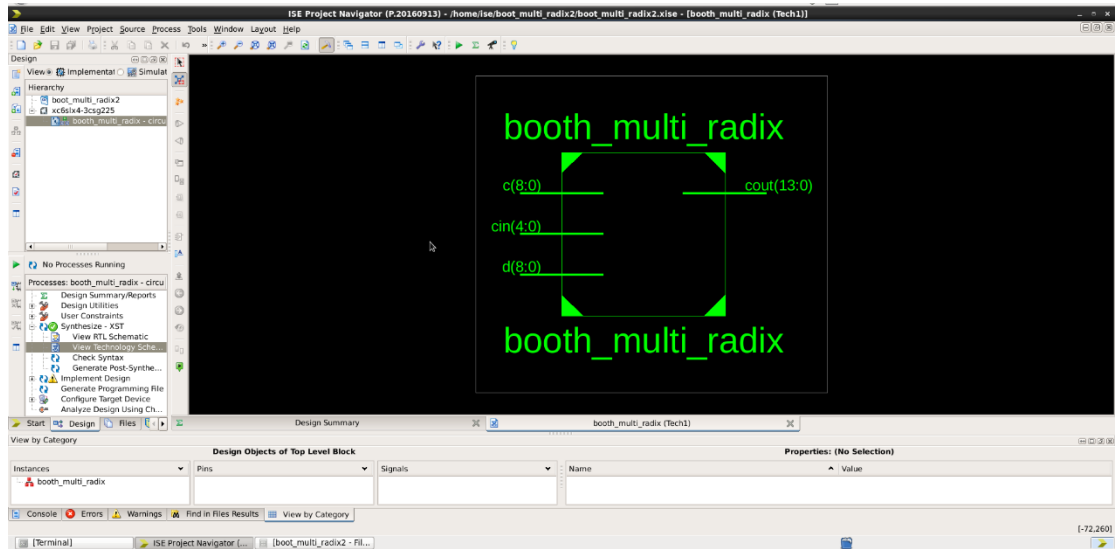 ISE Project Navigator (P.20160913) - /home/ise/boot_multi_radix2/boot_multi_radix2.xise - [booth_multi_radix (Tech1)]
File Edit View Project Source Process Tools Window Layout Help
Design
View: Implemental Simulat
Hierarchy
boot_multi_radix2
xc6slx4-3csg225
booth_multi_radix - circu
No Processes Running
Processes: booth_multi_radix - circu
Design Summary/Reports
Design Utilities
User Constraints
Synthesize - XST
View RTL Schematic
View Technology Sche...
Check Syntax
Generate Post-Synthe...
Implement Design
Generate Programming File
Configure Target Device
Analyze Design Using Ch...
Start Design Files
booth_multi_radix
c(8:0) cout(13:0)
cin(4:0)
d(8:0)
booth_multi_radix
Design Summary booth_multi_radix (Tech1)
View by Category
Design Objects of Top Level Block Properties: (No Selection)
Instances Pins Signals Name Value
booth_multi_radix
Console Errors Warnings Find in Files Results View by Category
[-72,260]
[Terminal] ISE Project Navigator (... [boot_multi_radix2 - Fil...